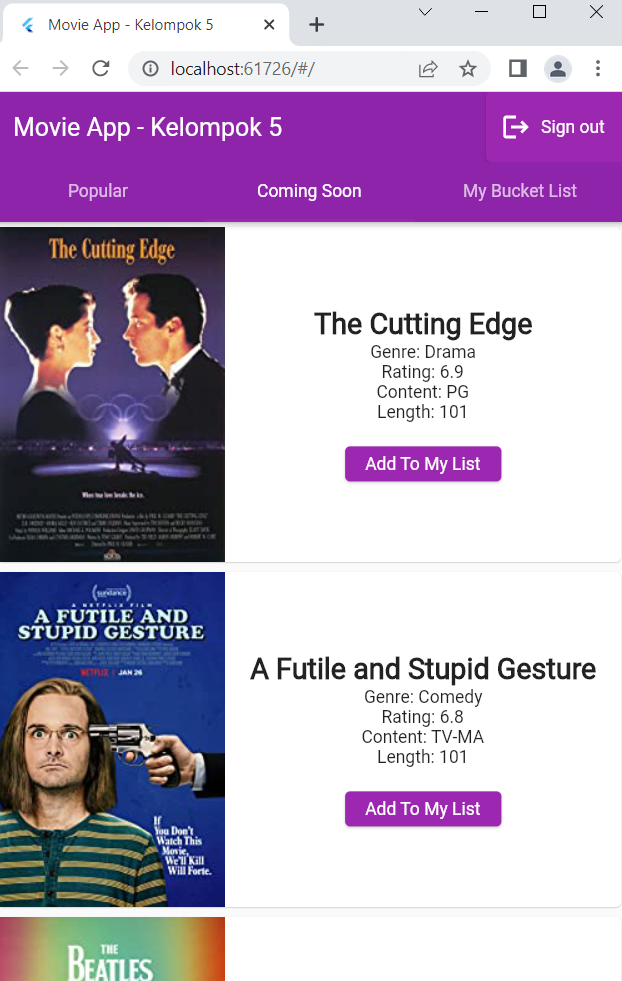 Movie App - Kelompok 5
localhost:61726/#/
Movie App - Kelompok 5
Sign out
Popular
Coming Soon
My Bucket List
The Cutting Edge
When true love breaks the ice.
The Cutting Edge
Genre: Drama
Rating: 6.9
Content: PG
Length: 101
Add To My List
sundance
A NETFLIX FILM
A FUTILE AND
STUPID GESTURE
NETFLIX | JAN 26
If
You Don't
Watch This
Movie,
We'll Kill
Will Forte.
A Futile and Stupid Gesture
Genre: Comedy
Rating: 6.8
Content: TV-MA
Length: 101
Add To My List
THE
BEATLES